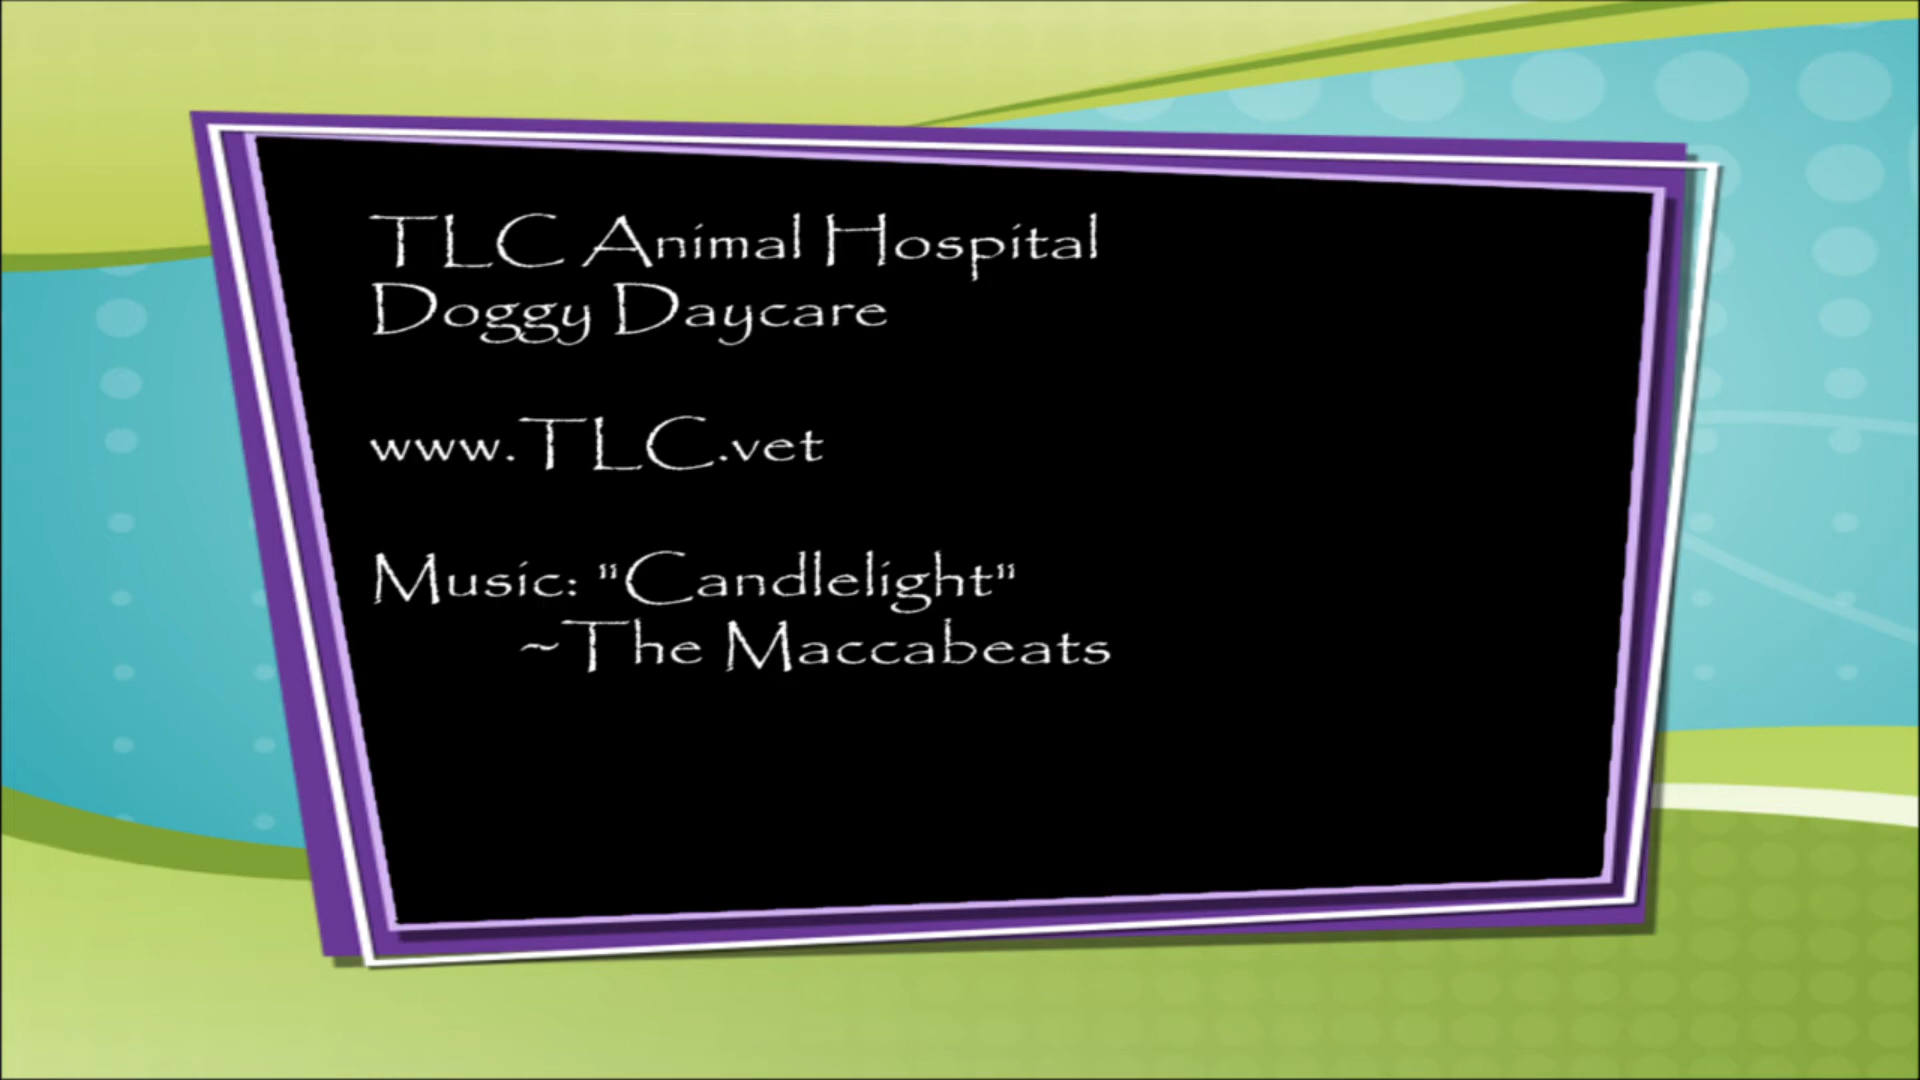 TLC Animal Hospital
Doggy Daycare
www.TLC.vet
Music: "Candlelight"
~The Maccabeats